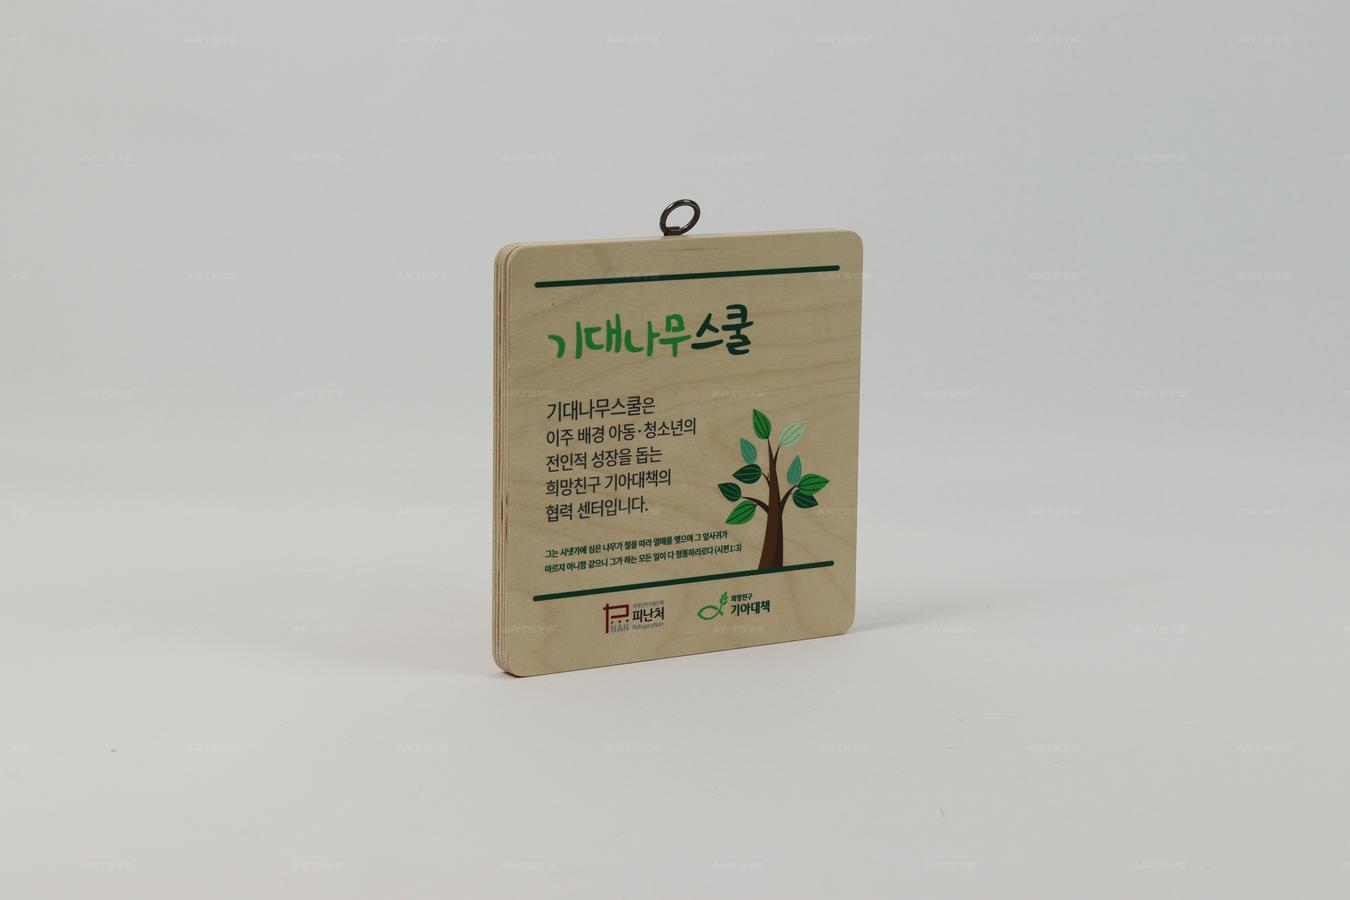 기대나무스쿨
기대나무스쿨은
이주 배경 아동·청소년의
전인적 성장을 돕는
희망친구 기아대책의
협력 센터입니다.
그는 시냇가에 심은 나무가 철을 따라 열매를 맺으며 그 잎사귀가
마르지 아니함 같으니 그가 하는 모든 일이 다 형통하리로다 (시편1:3)
NAN
피난처
Refuge pNan
희망친구
기아대책
ARTSYS